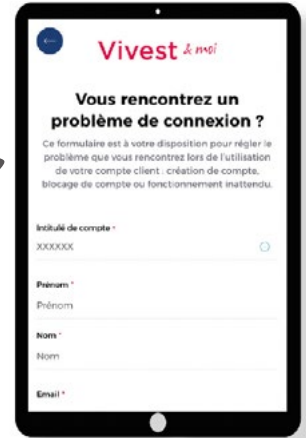 Vivest & moi
Vous rencontrez un
problème de connexion ?
Ce formulaire est à votre disposition pour régler le
problème que vous rencontrez lors de l'utilisation
de votre compte client : création de compte,
blocage de compte ou fonctionnement inattendu.
Intitulé de compte *
XXXXXX
Prénom *
Prénom
Nom *
Nom
Email *